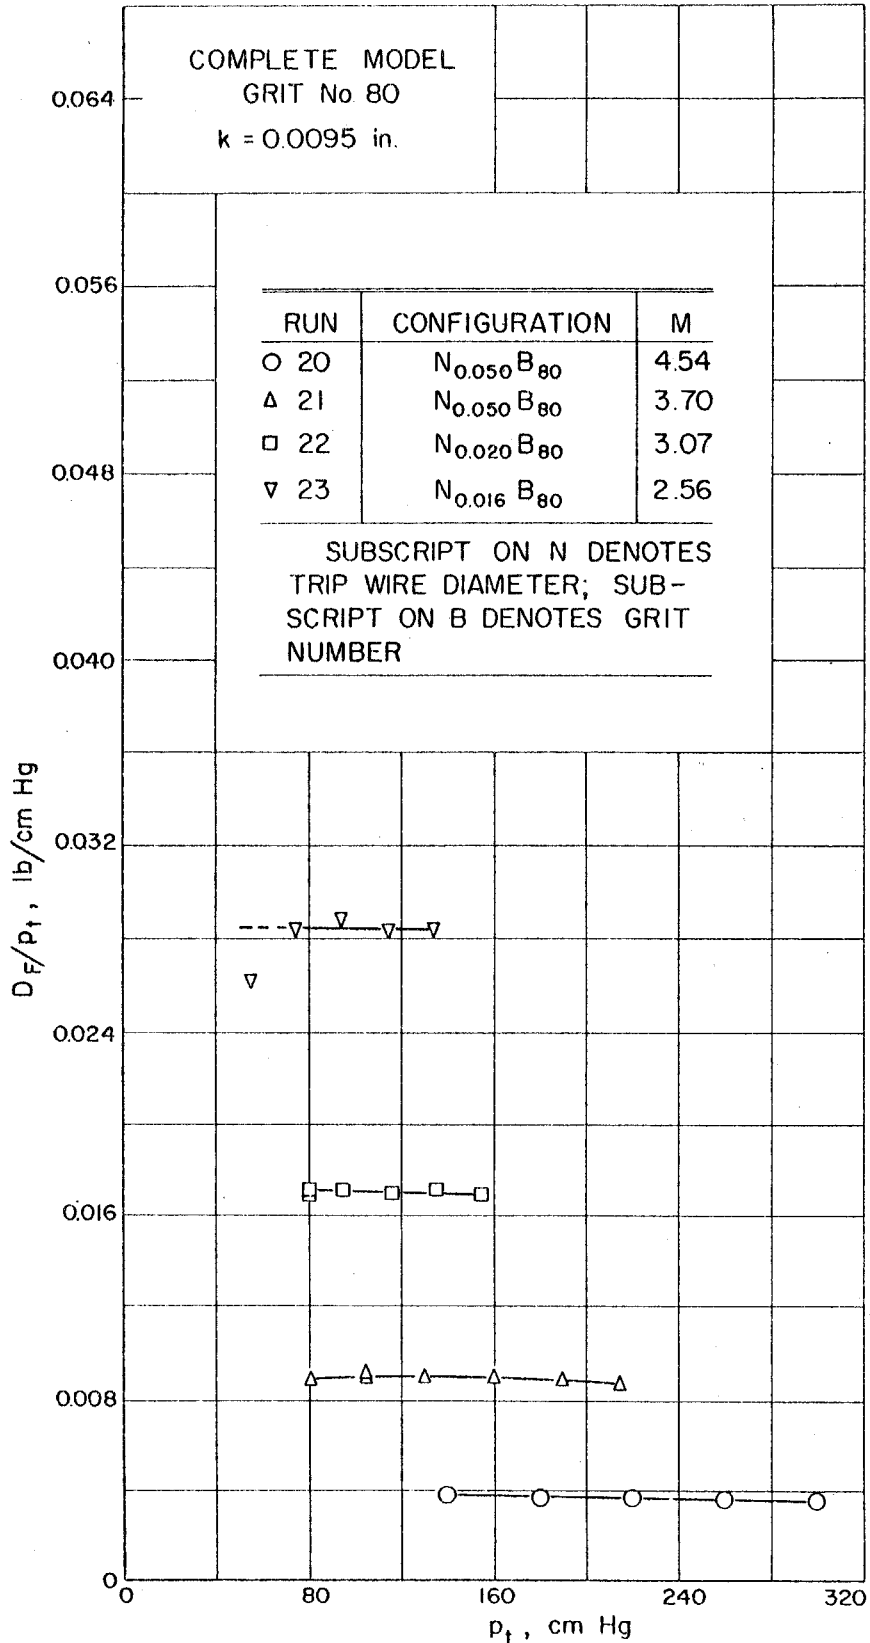 COMPLETE MODEL
GRIT No. 80
k = 0.0095 in.
RUN CONFIGURATION M
○ 20 N0.050 B80 4.54
△ 21 N0.050 B80 3.70
□ 22 N0.020 B80 3.07
▽ 23 N0.016 B80 2.56
SUBSCRIPT ON N DENOTES
TRIP WIRE DIAMETER; SUB-
SCRIPT ON B DENOTES GRIT
NUMBER
0.064
0.056
0.048
0.040
0.032
0.024
0.016
0.008
0
DF/pt, lb/cm Hg
0 80 160 240 320
pt, cm Hg